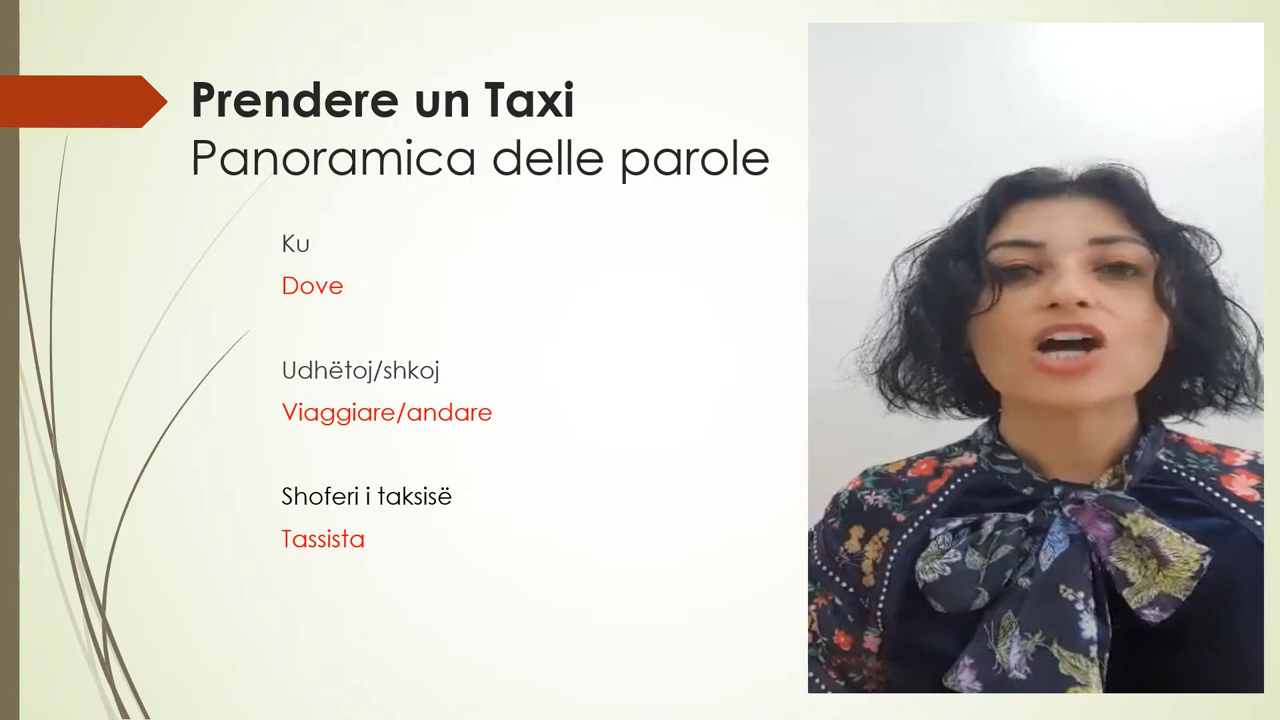 Prendere un Taxi
Panoramica delle parole
Ku
Dove
Udhëtoj/shkoj
Viaggiare/andare
Shoferi i taksisë
Tassista